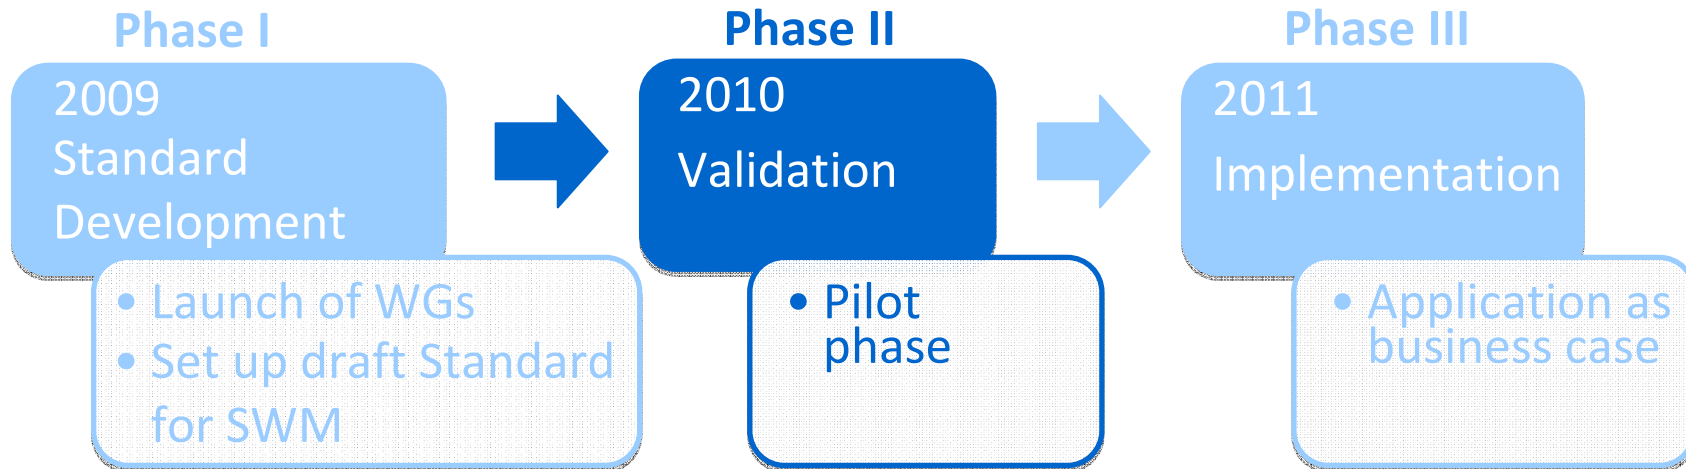 Phase I
2009
Standard
Development
• Launch of WGs
• Set up draft Standard
for SWM
Phase II
2010
Validation
• Pilot
phase
Phase III
2011
Implementation
• Application as
business case